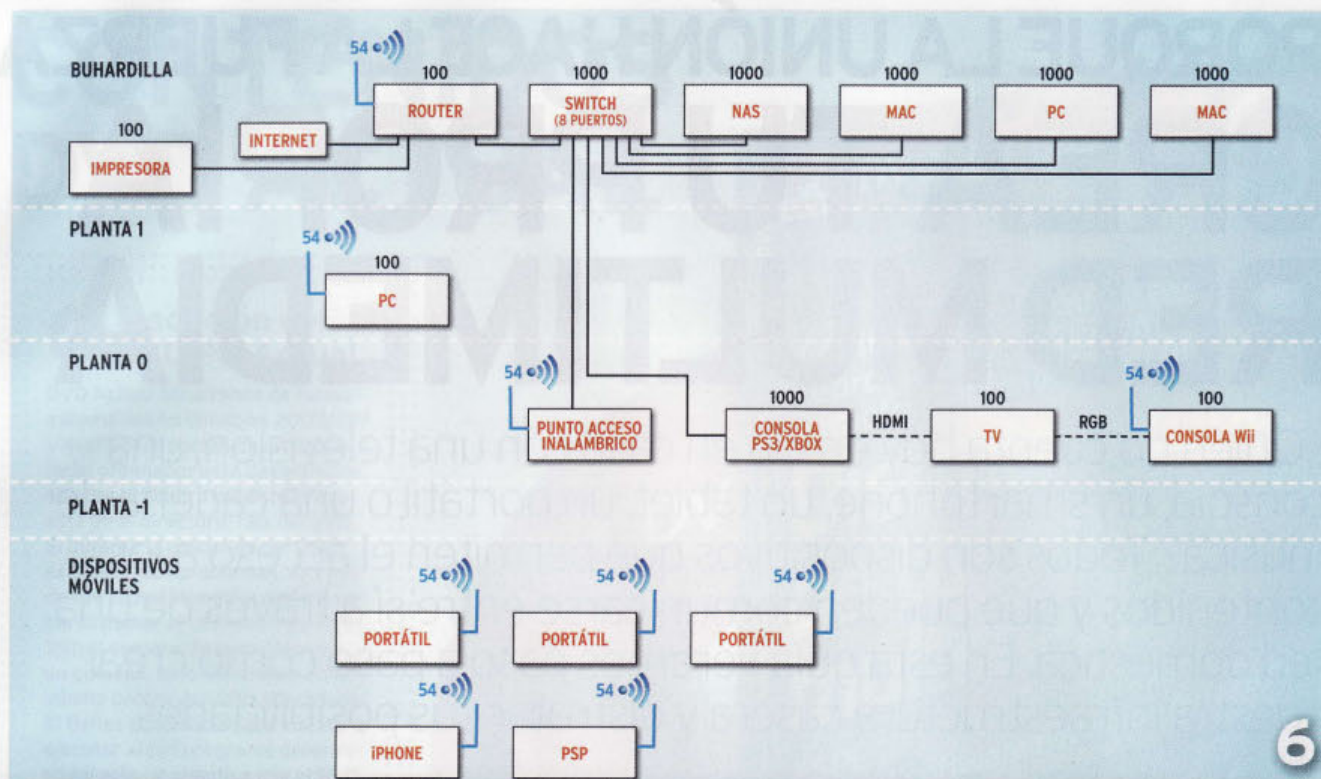 BUHARDILLA
54
100
ROUTER
1000
SWITCH
(8 PUERTOS)
1000
NAS
1000
MAC
1000
PC
1000
MAC
INTERNET
100
IMPRESORA
PLANTA 1
54
100
PC
PLANTA 0
54
PUNTO ACCESO
INALÁMBRICO
1000
CONSOLA
PS3/XBOX
HDMI
100
TV
RGB
54
100
CONSOLA Wii
PLANTA -1
DISPOSITIVOS
MÓVILES
54
PORTÁTIL
54
PORTÁTIL
54
PORTÁTIL
54
iPHONE
54
PSP
6